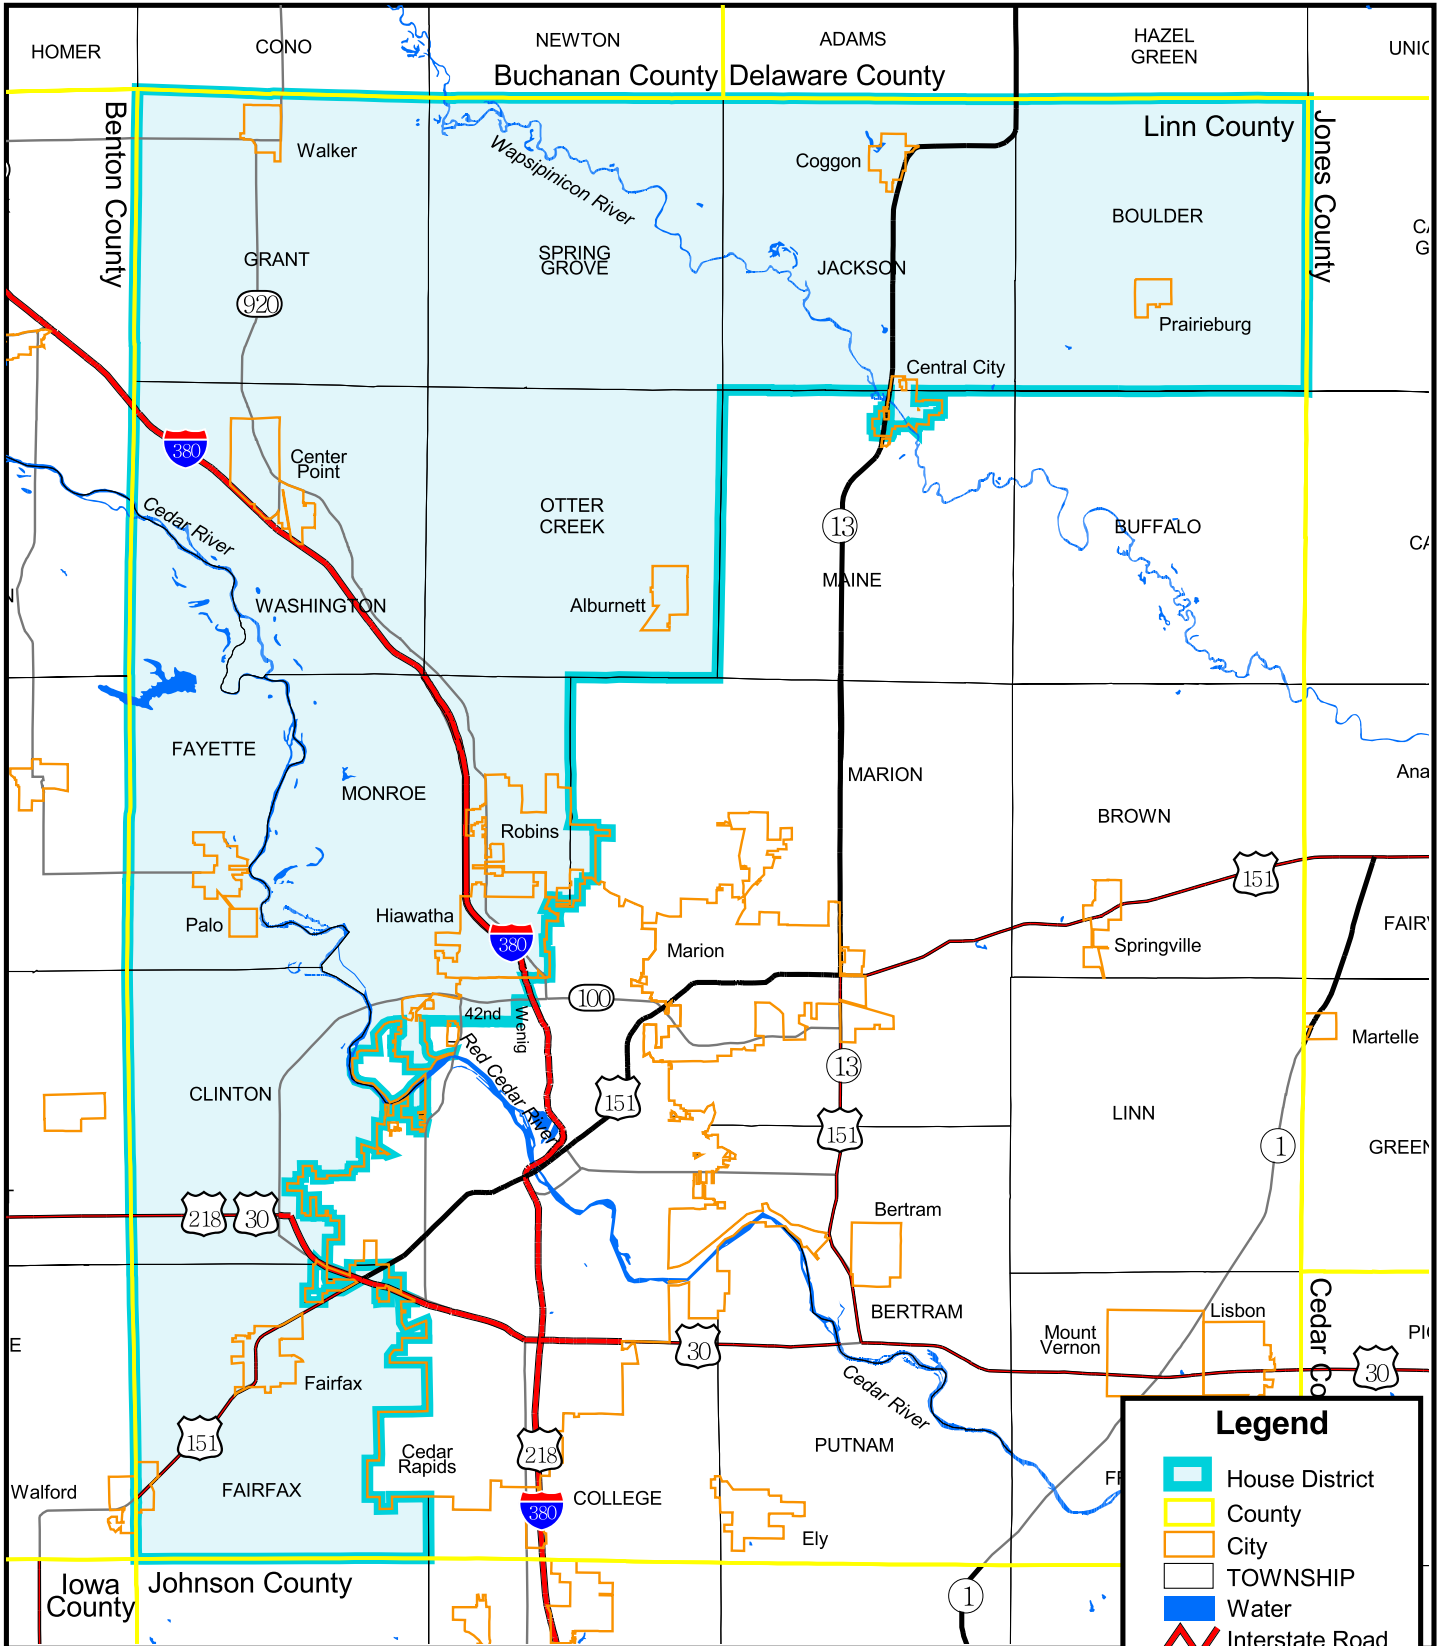 HOMER
CONO
NEWTON
ADAMS
HAZEL
GREEN
Buchanan County
Delaware County
Benton County
Linn County
Jones County
Walker
Wapsipinicon River
Coggon
BOULDER
GRANT
SPRING
GROVE
JACKSON
920
Prairieburg
Central City
380
Center
Point
Cedar River
OTTER
CREEK
13
BUFFALO
MAINE
WASHINGTON
Alburnett
FAYETTE
MONROE
MARION
BROWN
Robins
151
Palo
Hiawatha
380
Marion
Springville
100
42nd
Wenig
Red Cedar River
Martelle
13
CLINTON
151
151
LINN
1
218
30
Bertram
BERTRAM
Cedar Co
Lisbon
Mount
Vernon
30
30
Fairfax
Cedar River
151
Cedar
Rapids
218
PUTNAM
Walford
FAIRFAX
380
COLLEGE
Ely
Iowa
County
Johnson County
1
Legend
House District
County
City
TOWNSHIP
Water
Interstate Road